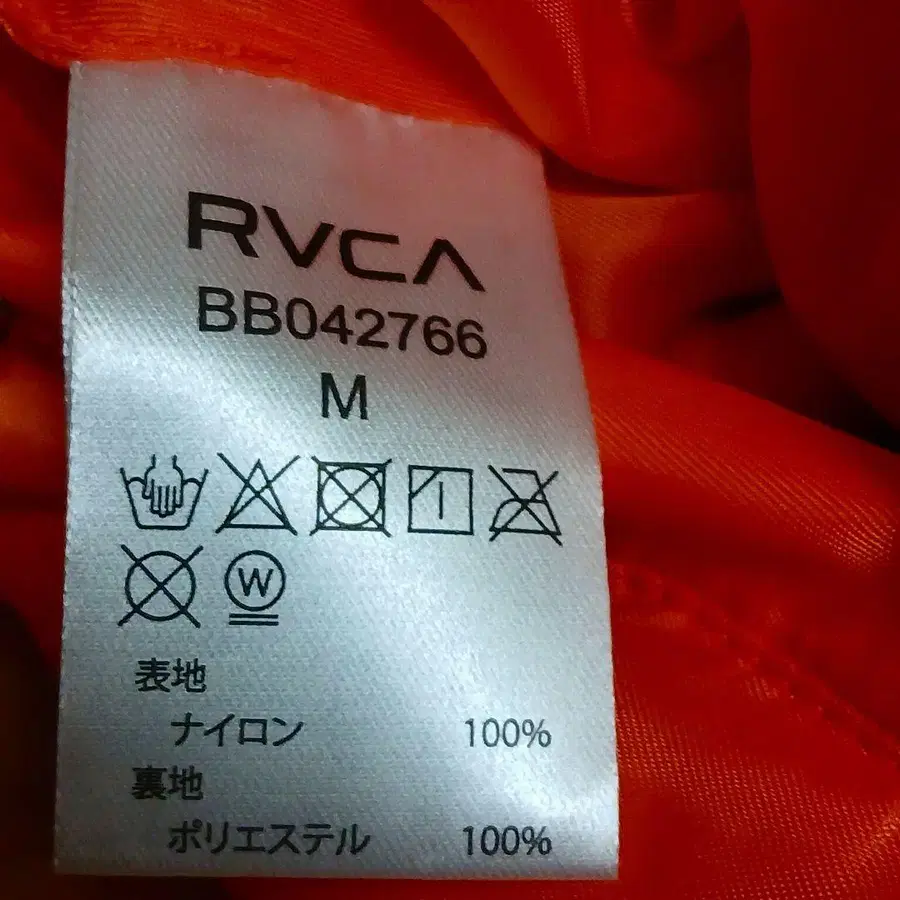 RVCA
BB042766
M
W
表地
ナイロン 100%
裏地
ポリエステル 100%